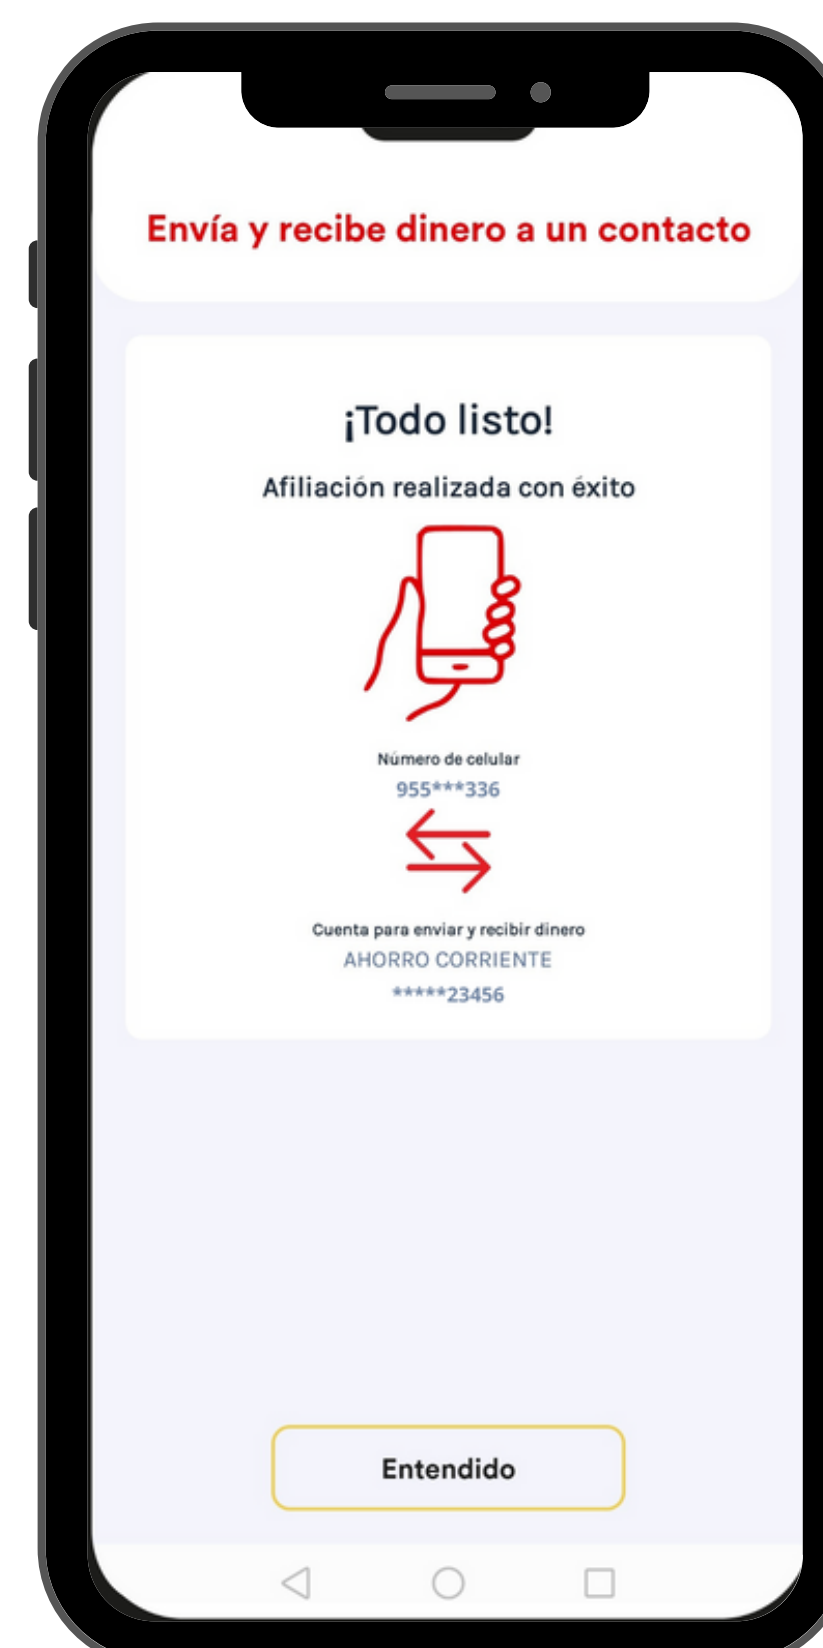 Envía y recibe dinero a un contacto
¡Todo listo!
Afiliación realizada con éxito
Número de celular
955***336
Cuenta para enviar y recibir dinero
AHORRO CORRIENTE
*****23456
Entendido